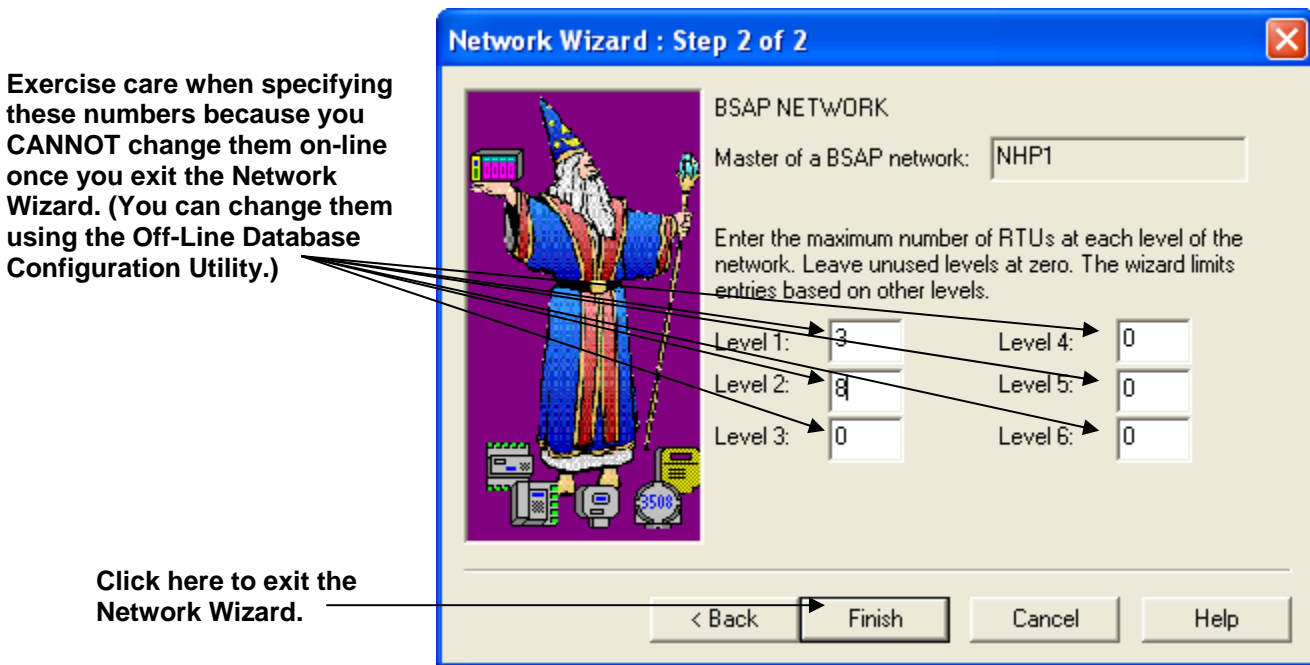 Network Wizard : Step 2 of 2
Exercise care when specifying
these numbers because you
CANNOT change them on-line
once you exit the Network
Wizard. (You can change them
using the Off-Line Database
Configuration Utility.)
BSAP NETWORK
Master of a BSAP network: NHP1
Enter the maximum number of RTUs at each level of the
network. Leave unused levels at zero. The wizard limits
entries based on other levels.
Level 1: 3 Level 4: 0
Level 2: 8 Level 5: 0
Level 3: 0 Level 6: 0
3508
Click here to exit the
Network Wizard.
< Back Finish Cancel Help